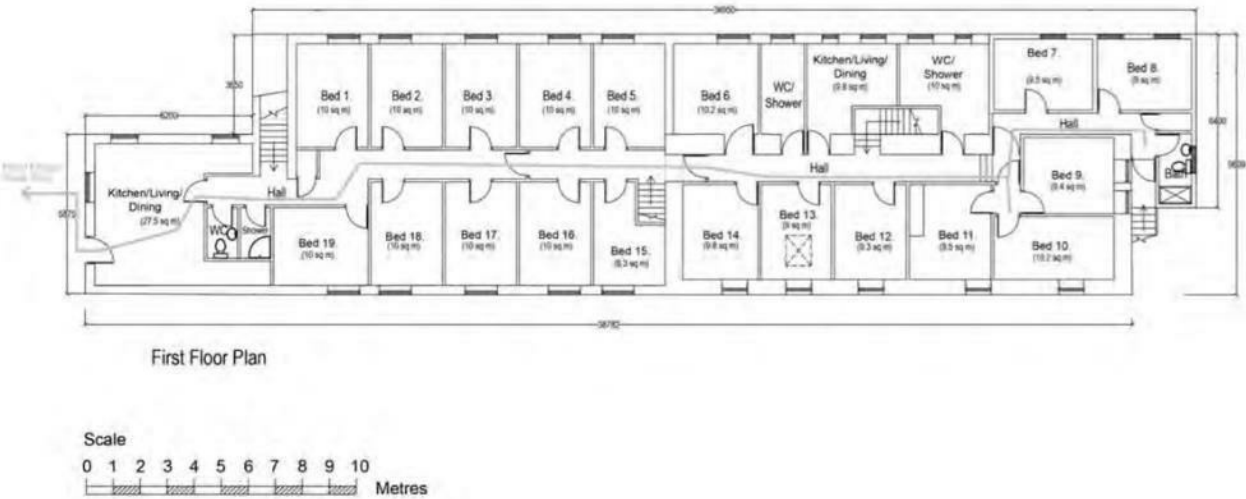 Bed 1.
(10 sq m)
Bed 2.
(10 sq m)
Bed 3.
(10 sq m)
Bed 4.
(10 sq m)
Bed 5.
(10 sq m)
Bed 6.
(10.2 sq m)
WC/
Shower
Kitchen/Living/
Dining
(9.8 sq m)
WC/
Shower
(10 sq m)
Bed 7.
(9.5 sq m)
Bed 8.
(9 sq m)
3650
6200
Hall
Kitchen/Living/
Dining
(27.5 sq m)
Hall
WC
Shower
Hall
Bed 9.
(9.4 sq m)
Bath
5875
Bed 19.
(10 sq m)
Bed 18.
(10 sq m)
Bed 17.
(10 sq m)
Bed 16.
(10 sq m)
Bed 15.
(8.3 sq m)
Bed 14.
(9.8 sq m)
Bed 13.
(9 sq m)
Bed 12.
(9.3 sq m)
Bed 11.
(9.5 sq m)
Bed 10.
(10.2 sq m)
38782
First Floor Plan
Scale
0 1 2 3 4 5 6 7 8 9 10
Metres